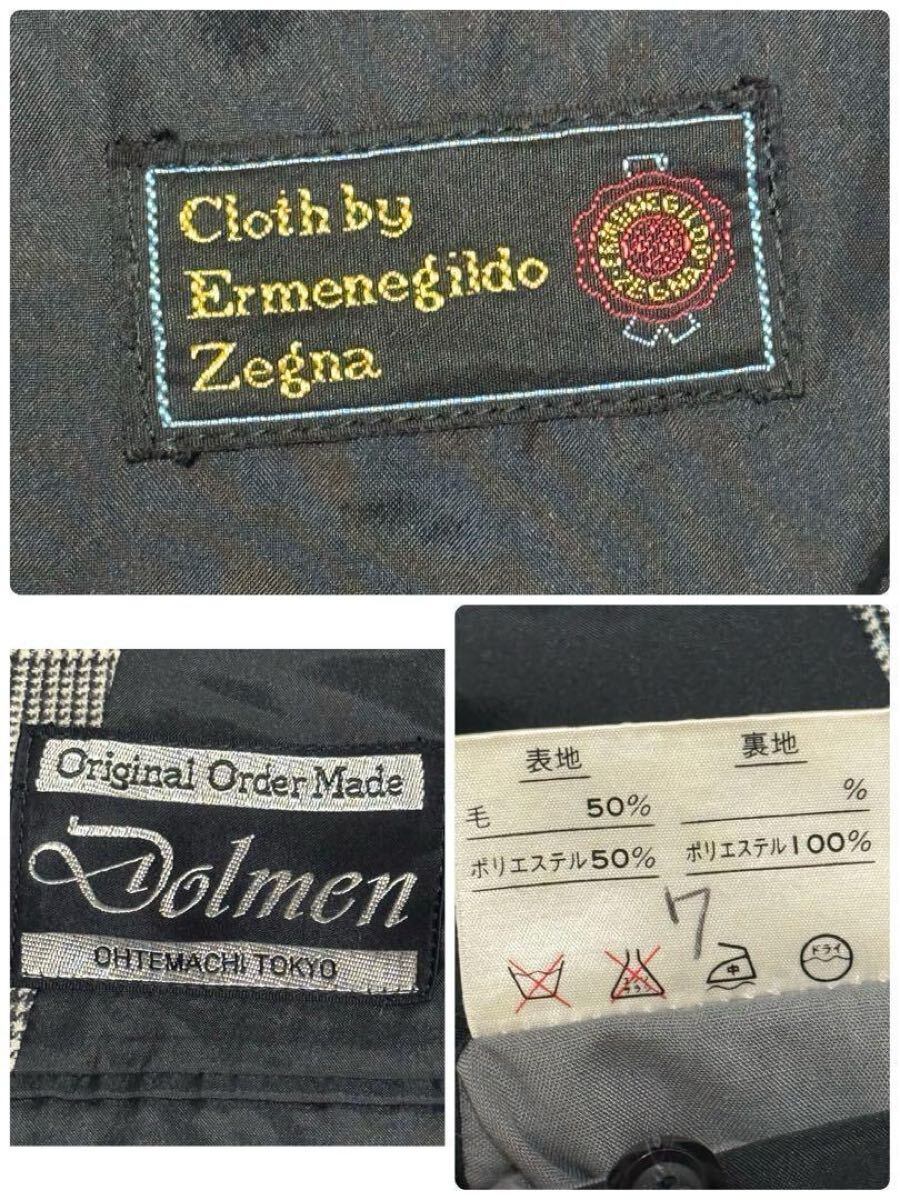 Cloth by
Ermenegildo
Zegna
ERMENEGILDO
ZEGNA
Original Order Made
Dolmen
OHTEMACHI TOKYO
表地 裏地
毛 50% %
ポリエステル50% ポリエステル100%
ワ
中 ドライ